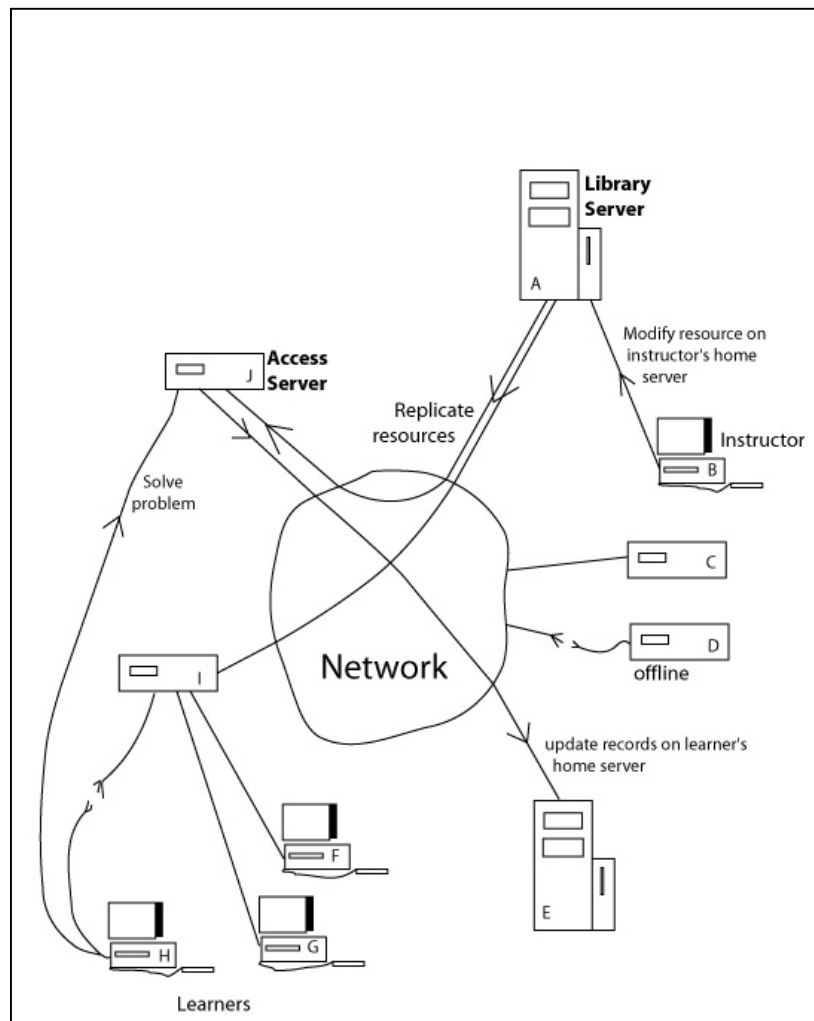 Library
Server
A
Modify resource on
instructor's home
server
Access
Server
J
Replicate
resources
Instructor
B
Solve
problem
C
D
offline
I
Network
update records on learner's
home server
F
E
G
H
Learners